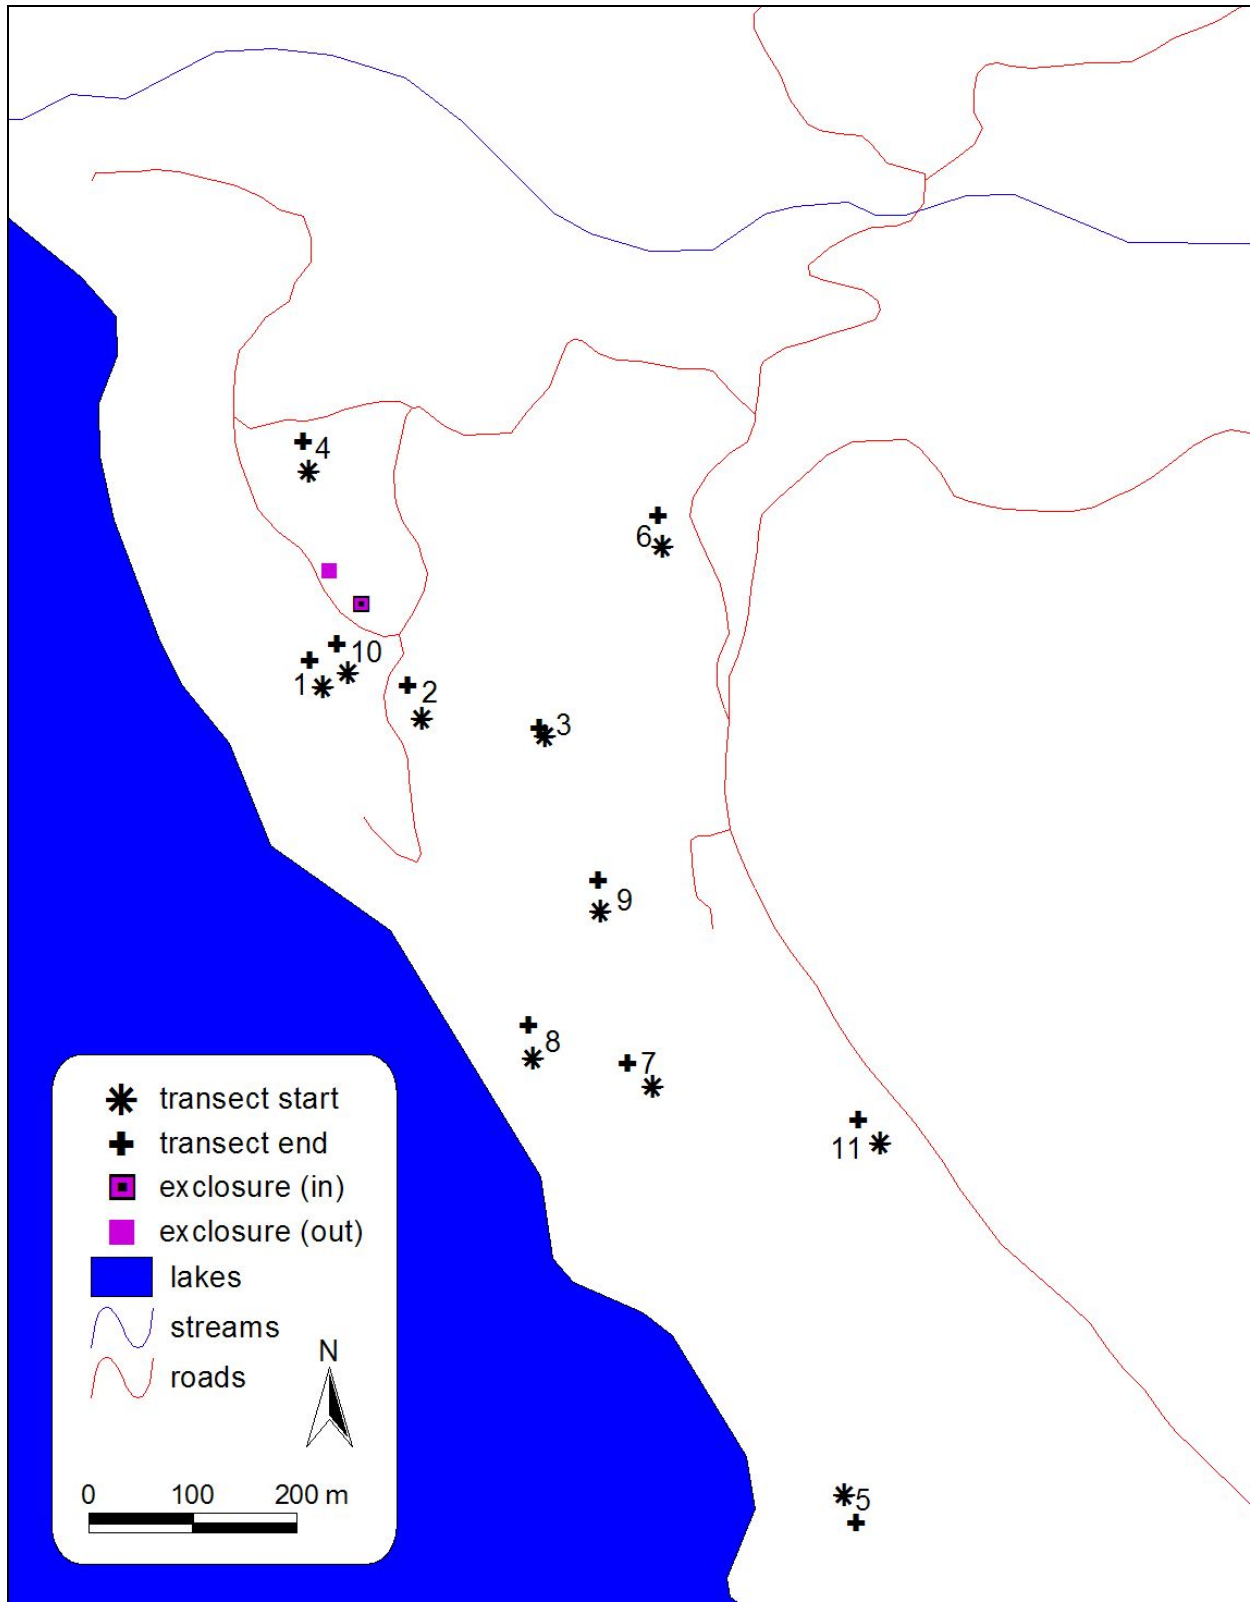 4
6
10
1
2
3
9
8
7
11
transect start
transect end
exclosure (in)
exclosure (out)
lakes
streams
N
roads
0 100 200 m
5